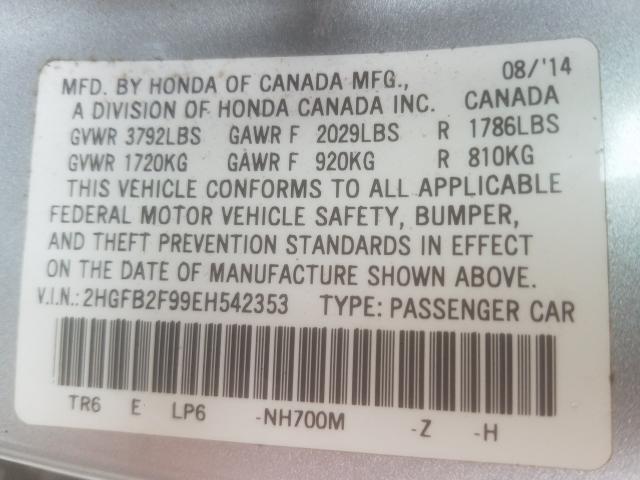 MFD. BY HONDA OF CANADA MFG., 08/'14
A DIVISION OF HONDA CANADA INC. CANADA
GVWR 3792LBS GAWR F 2029LBS R 1786LBS
GVWR 1720KG GAWR F 920KG R 810KG
THIS VEHICLE CONFORMS TO ALL APPLICABLE
FEDERAL MOTOR VEHICLE SAFETY, BUMPER,
AND THEFT PREVENTION STANDARDS IN EFFECT
ON THE DATE OF MANUFACTURE SHOWN ABOVE.
V.I.N.: 2HGFB2F99EH542353 TYPE: PASSENGER CAR
TR6 E LP6 -NH700M -Z -H